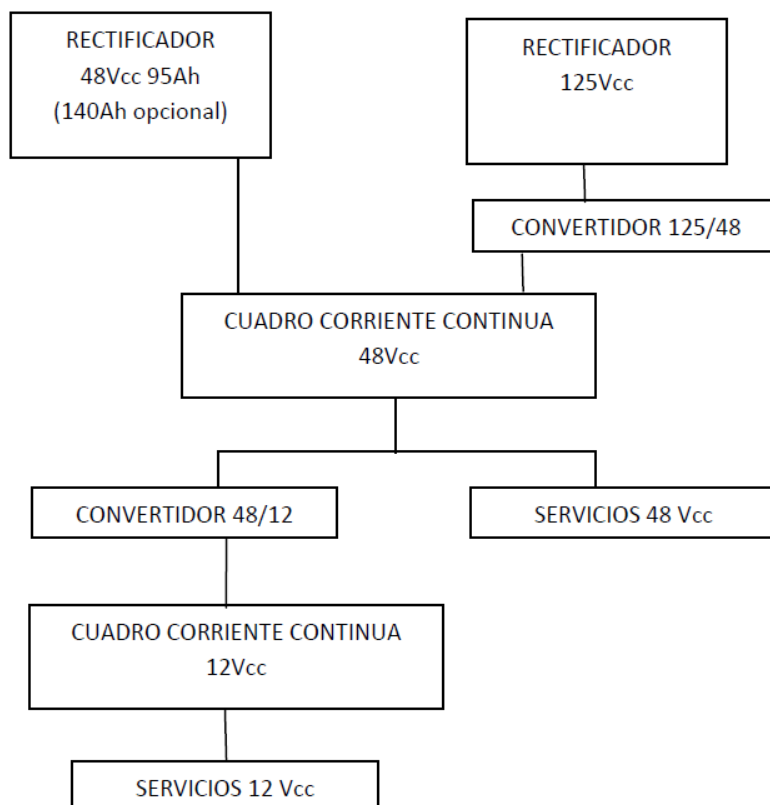 RECTIFICADOR
48Vcc 95Ah
(140Ah opcional)
RECTIFICADOR
125Vcc
CONVERTIDOR 125/48
CUADRO CORRIENTE CONTINUA
48Vcc
CONVERTIDOR 48/12
SERVICIOS 48 Vcc
CUADRO CORRIENTE CONTINUA
12Vcc
SERVICIOS 12 Vcc